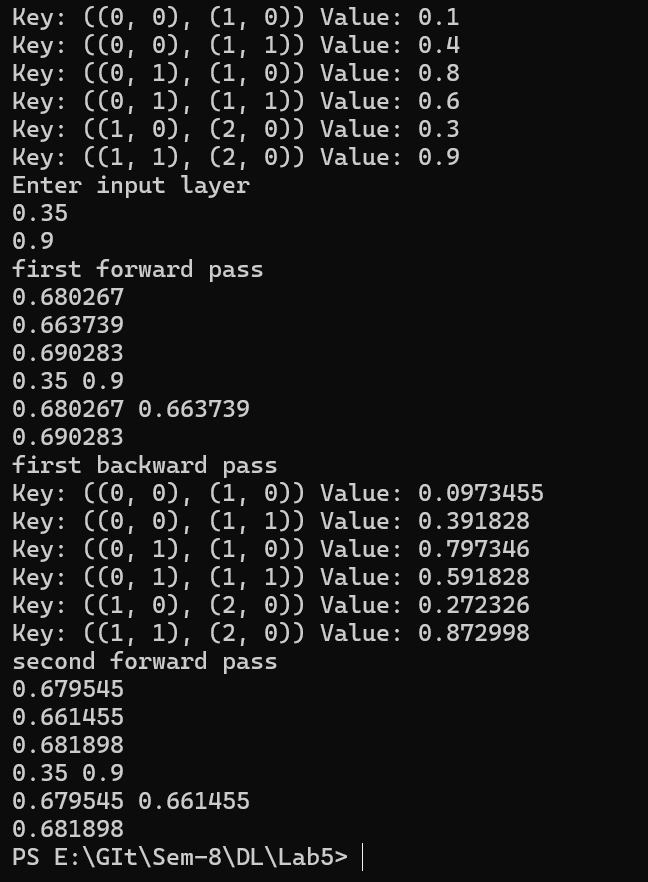 Key: ((0, 0), (1, 0)) Value: 0.1
Key: ((0, 0), (1, 1)) Value: 0.4
Key: ((0, 1), (1, 0)) Value: 0.8
Key: ((0, 1), (1, 1)) Value: 0.6
Key: ((1, 0), (2, 0)) Value: 0.3
Key: ((1, 1), (2, 0)) Value: 0.9
Enter input layer
0.35
0.9
first forward pass
0.680267
0.663739
0.690283
0.35 0.9
0.680267 0.663739
0.690283
first backward pass
Key: ((0, 0), (1, 0)) Value: 0.0973455
Key: ((0, 0), (1, 1)) Value: 0.391828
Key: ((0, 1), (1, 0)) Value: 0.797346
Key: ((0, 1), (1, 1)) Value: 0.591828
Key: ((1, 0), (2, 0)) Value: 0.272326
Key: ((1, 1), (2, 0)) Value: 0.872998
second forward pass
0.679545
0.661455
0.681898
0.35 0.9
0.679545 0.661455
0.681898
PS E:\GIt\Sem-8\DL\Lab5>